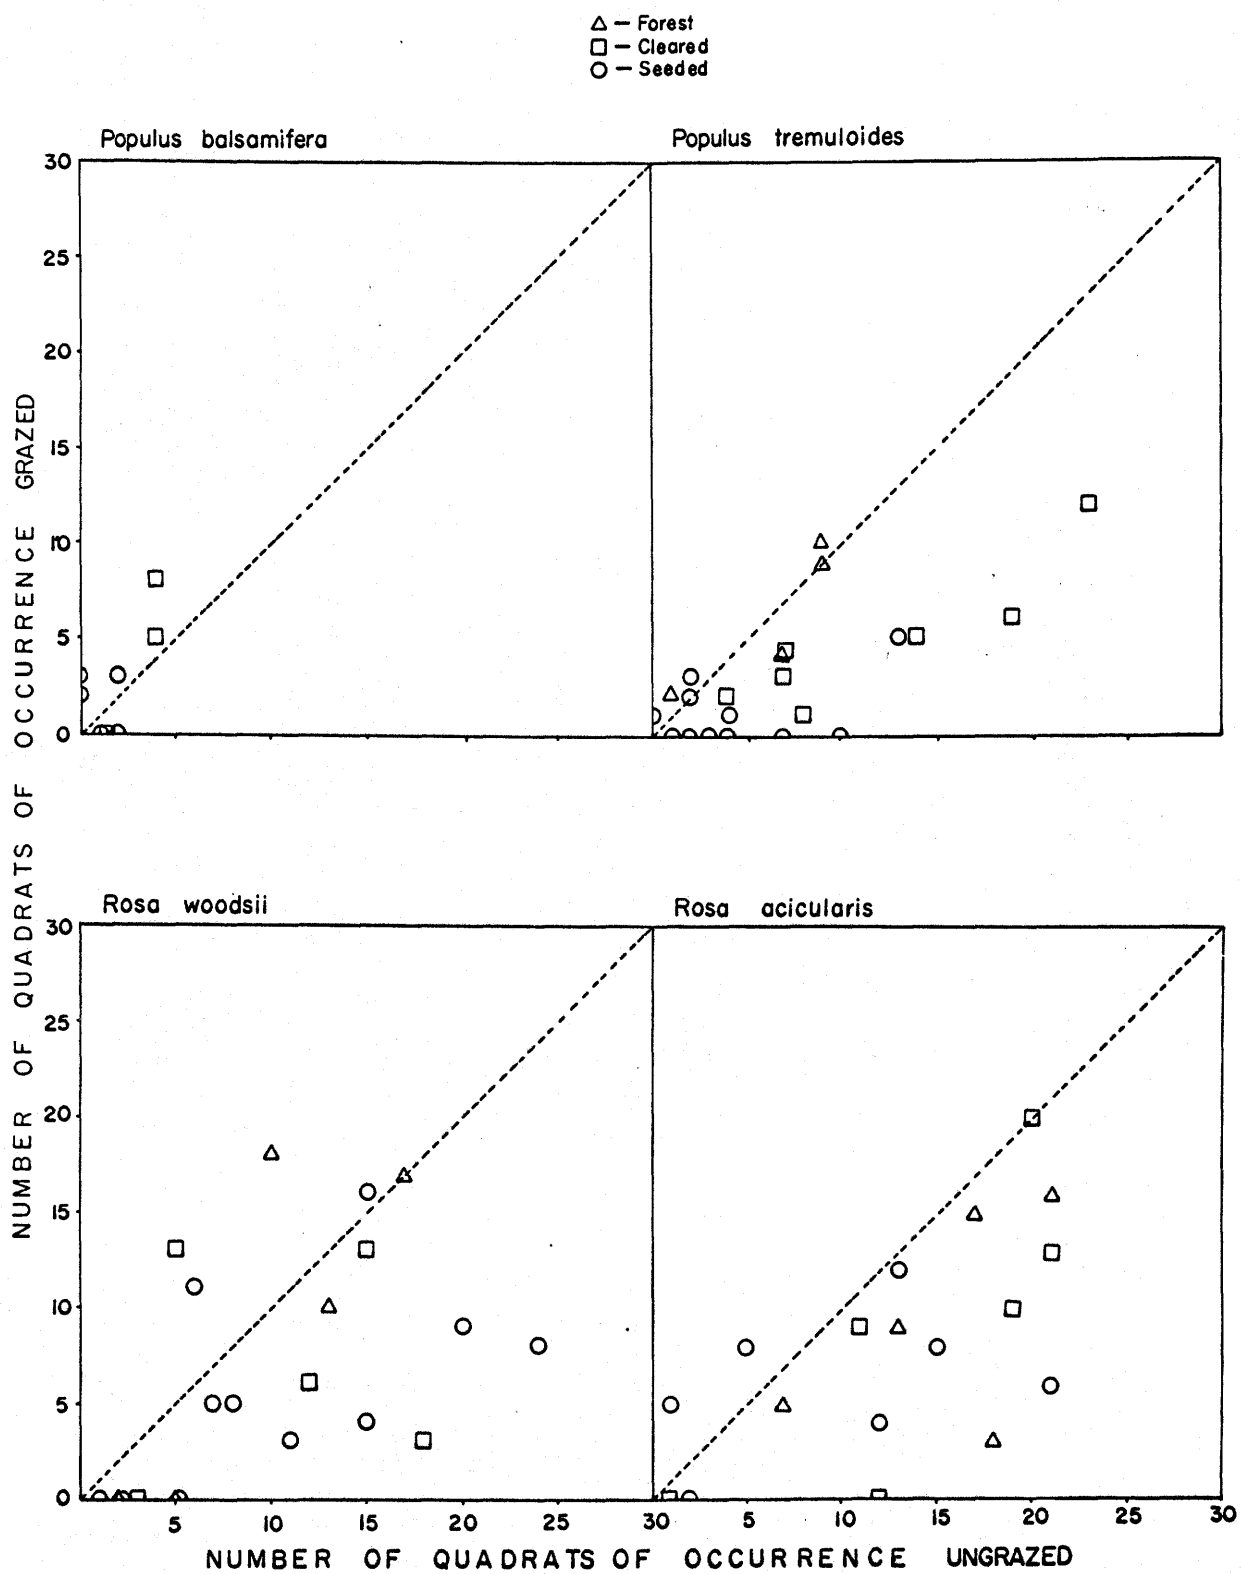 △ — Forest
□ — Cleared
○ — Seeded
Populus balsamifera
Populus tremuloides
30
25
20
15
10
5
0
NUMBER OF QUADRATS OF OCCURRENCE GRAZED
Rosa woodsii
Rosa acicularis
30
25
20
15
10
5
0
5 10 15 20 30 5 10 15 20 25 30
NUMBER OF QUADRATS OF OCCURRENCE UNGRAZED